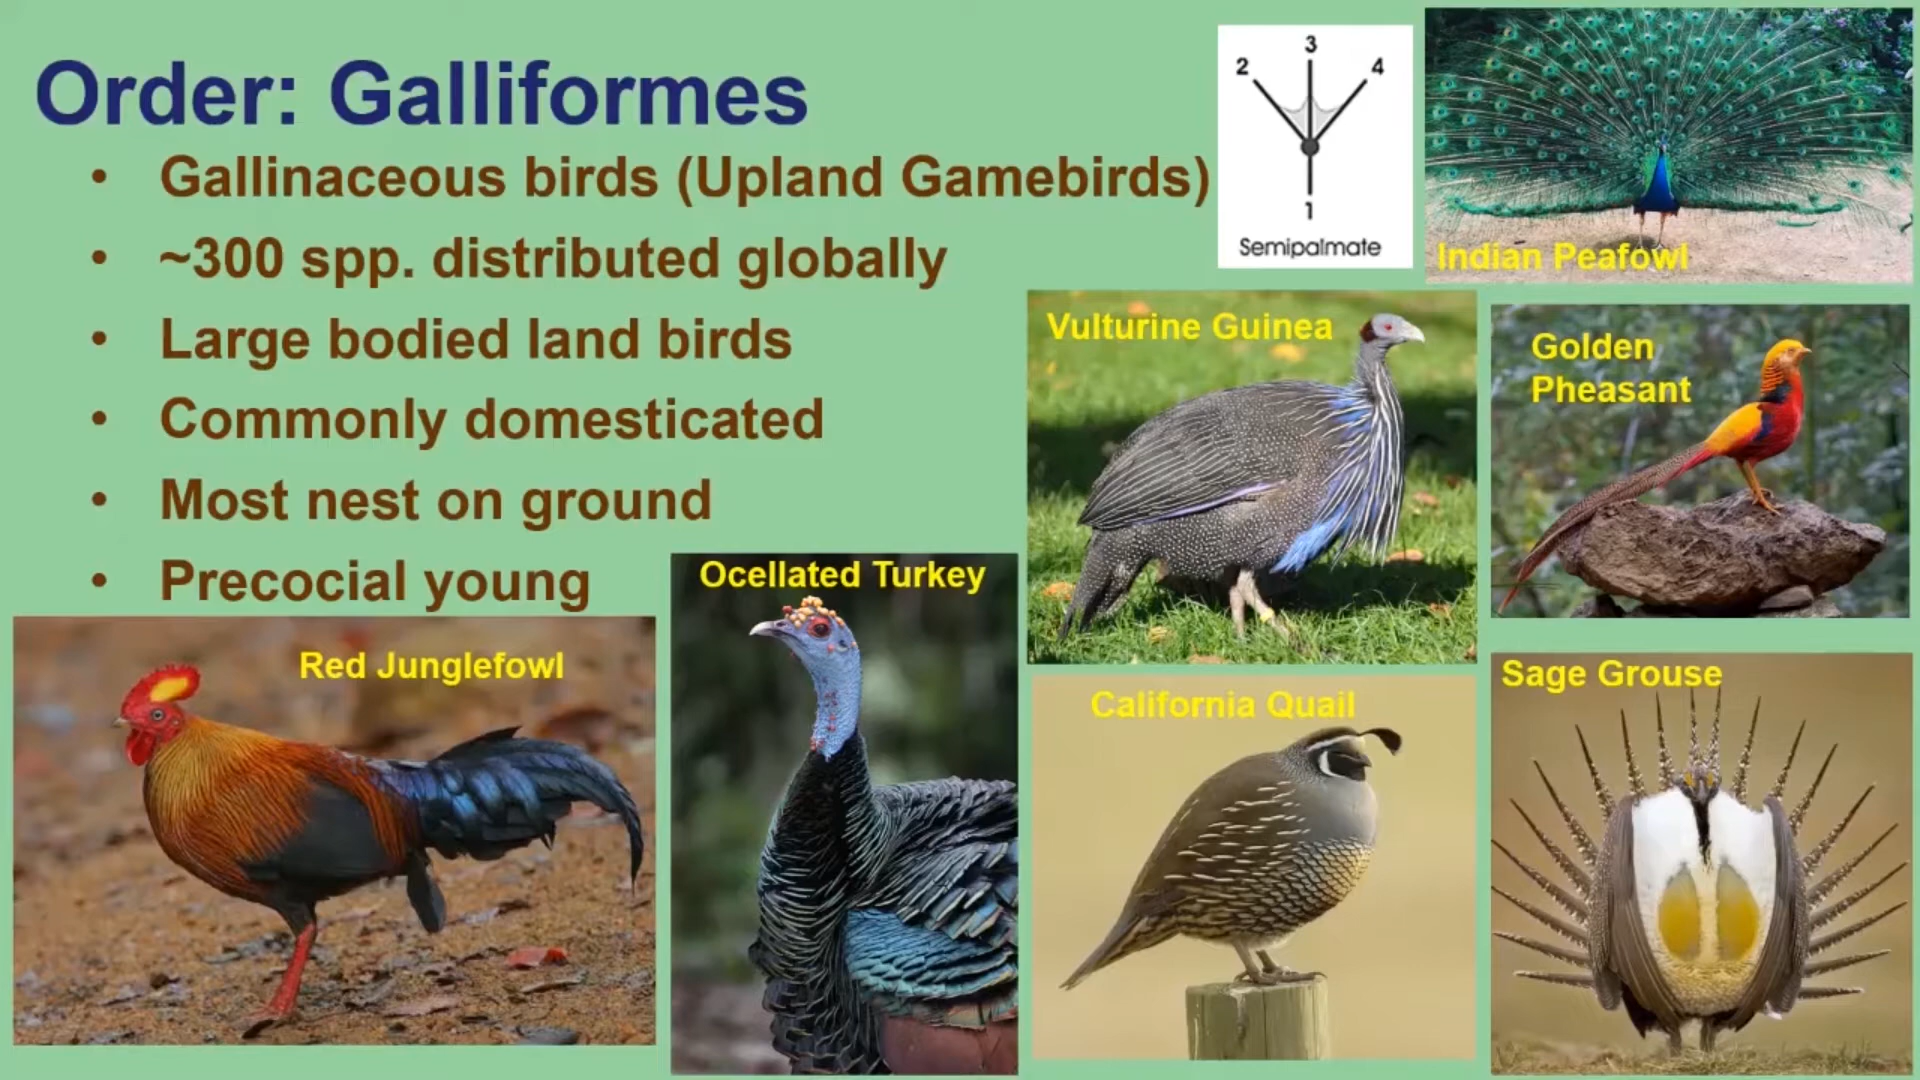 Order: Galliformes
• Gallinaceous birds (Upland Gamebirds)
• ~300 spp. distributed globally
• Large bodied land birds
• Commonly domesticated
• Most nest on ground
• Precocial young
2 3 4
1
Semipalmate
Indian Peafowl
Vulturine Guinea
Golden
Pheasant
Ocellated Turkey
Red Junglefowl
California Quail
Sage Grouse